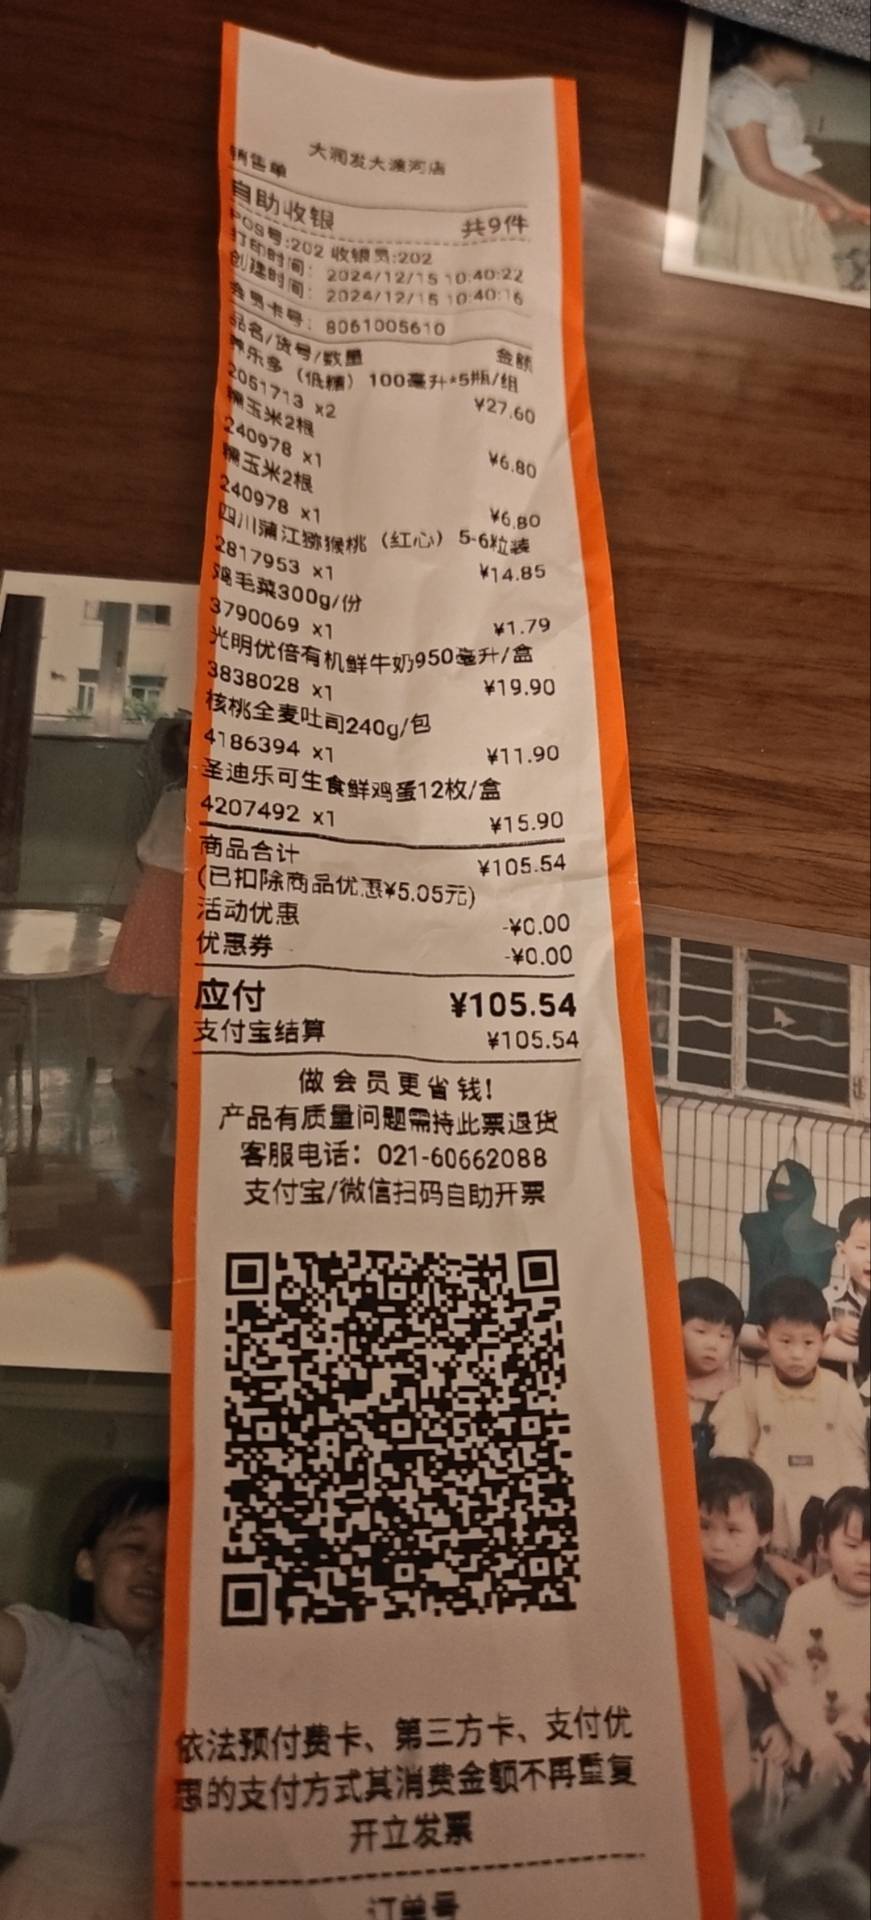 大润发大渡河店
销售单
自助收银 共9件
POS号:202 收银员:202
打印时间: 2024/12/15 10:40:22
创建时间: 2024/12/15 10:40:16
会员卡号: 8061005610
品名/货号/数量 金额
养乐多（低糖）100毫升*5瓶/组
2051713 x2 ¥27.60
糯玉米2根
240978 x1 ¥6.80
糯玉米2根
240978 x1 ¥6.80
四川蒲江猕猴桃（红心）5-6粒装
2817953 x1 ¥14.85
鸡毛菜300g/份
3790069 x1 ¥1.79
光明优倍有机鲜牛奶950毫升/盒
3838028 x1 ¥19.90
核桃全麦吐司240g/包
4186394 x1 ¥11.90
圣迪乐可生食鲜鸡蛋12枚/盒
4207492 x1 ¥15.90
商品合计 ¥105.54
(已扣除商品优惠¥5.05元)
活动优惠 -¥0.00
优惠券 -¥0.00
应付 ¥105.54
支付宝结算 ¥105.54
做会员更省钱!
产品有质量问题需持此票退货
客服电话：021-60662088
支付宝/微信扫码自助开票
依法预付费卡、第三方卡、支付优
惠的支付方式其消费金额不再重复
开立发票
订单号